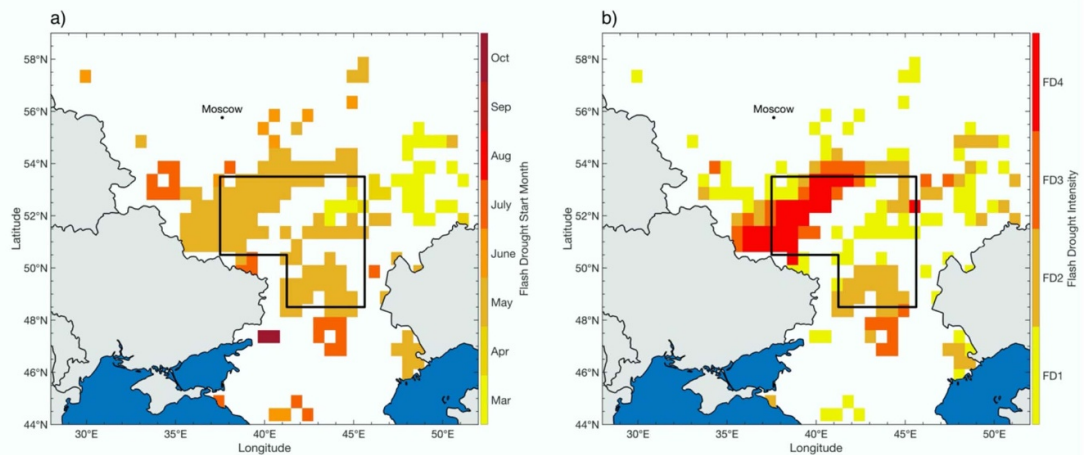 a)
58°N
56°N
54°N
52°N
50°N
48°N
46°N
44°N
Latitude
Moscow
30°E 35°E 40°E 45°E 50°E
Longitude
Oct
Sep
Aug
July
June
May
Apr
Mar
Flash Drought Start Month
b)
58°N
56°N
54°N
52°N
50°N
48°N
46°N
44°N
Latitude
Moscow
30°E 35°E 40°E 45°E 50°E
Longitude
FD4
FD3
FD2
FD1
Flash Drought Intensity